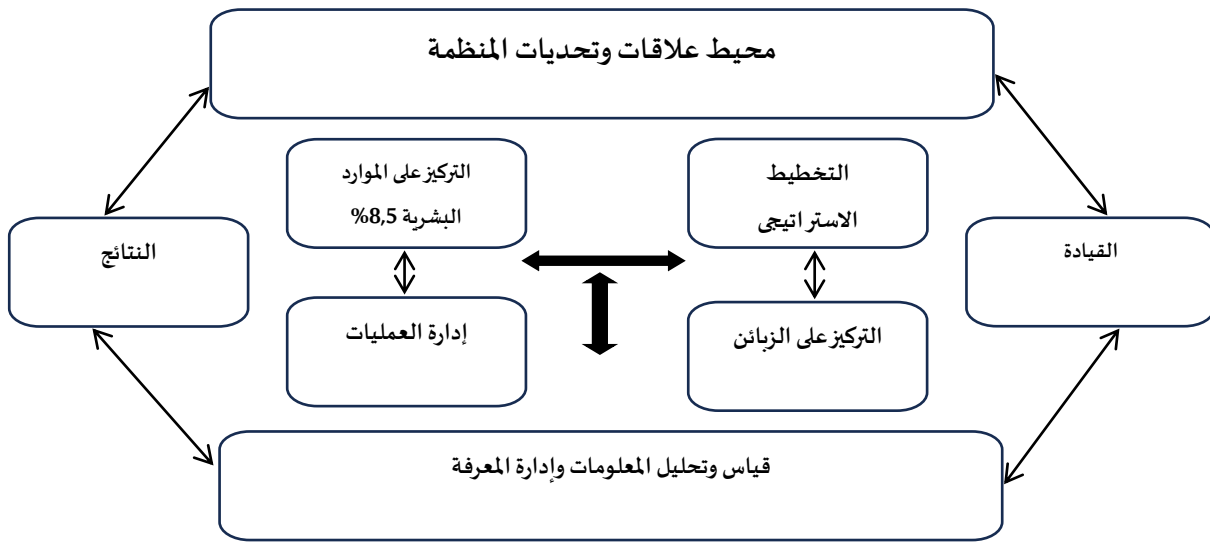 محيط علاقات وتحديات المنظمة
التخطيط
الاستراتيجي
التركيز على الموارد
البشرية 8,5%
القيادة
النتائج
التركيز على الزبائن
إدارة العمليات
قياس وتحليل المعلومات وإدارة المعرفة